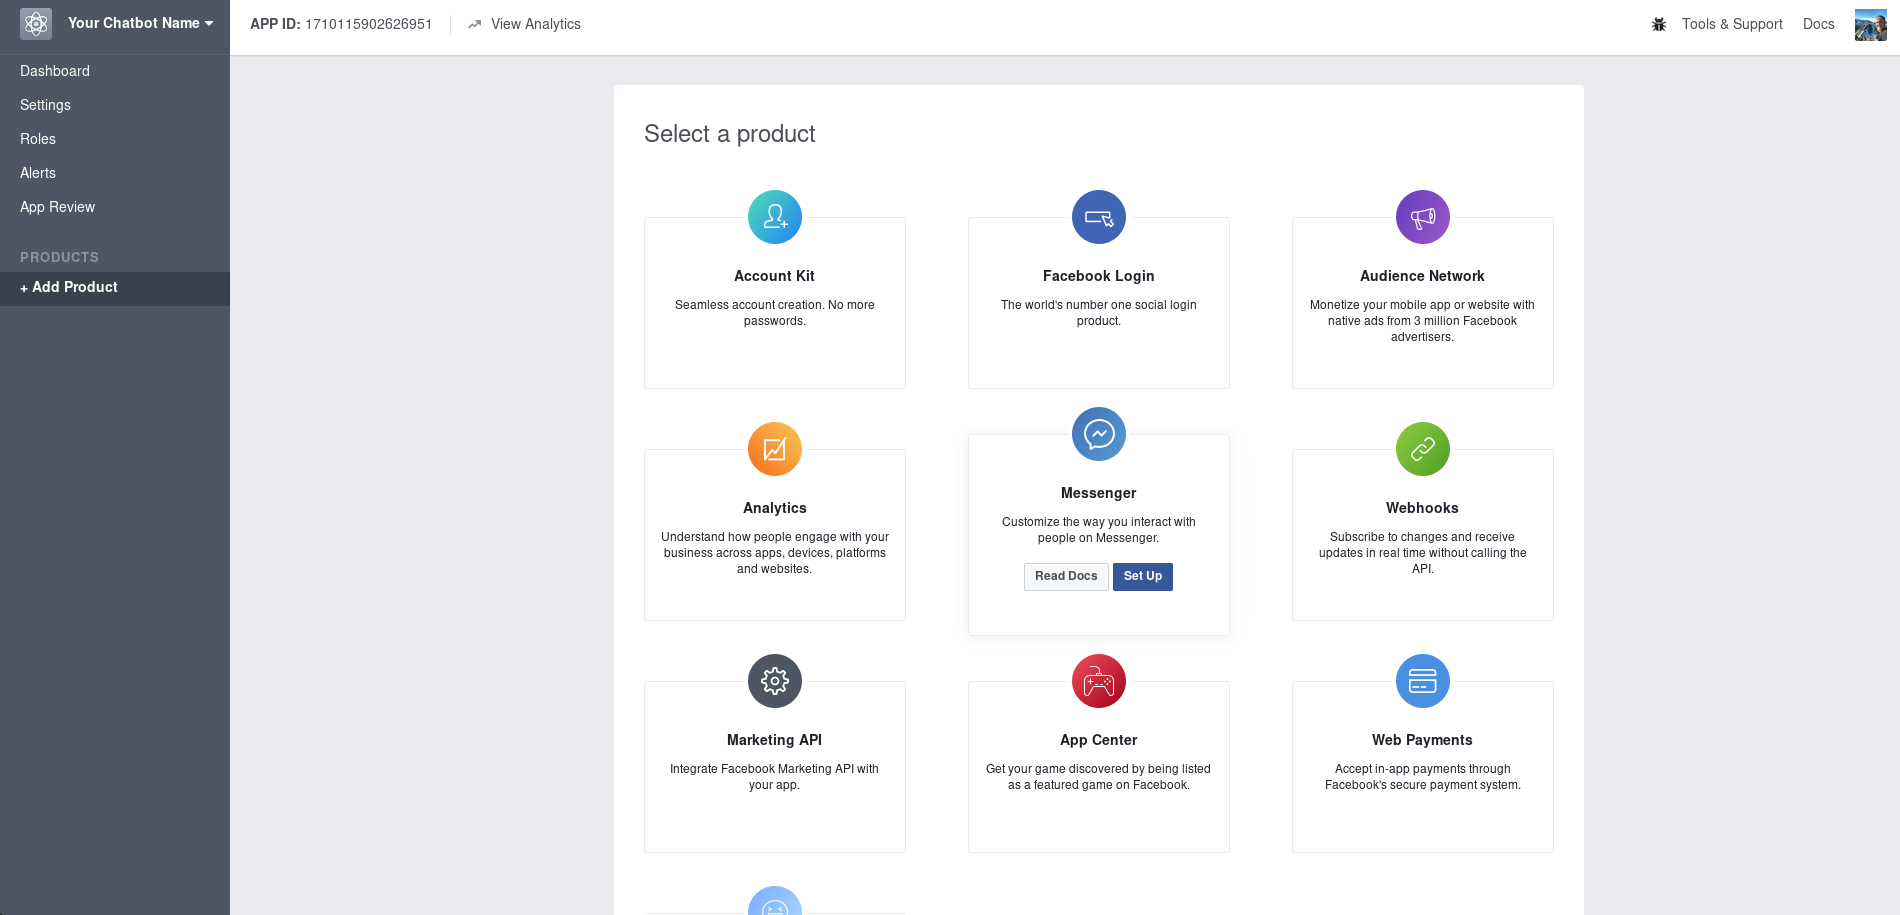 Your Chatbot Name
APP ID: 1710115902626951
View Analytics
Tools & Support
Docs
Dashboard
Settings
Roles
Alerts
App Review
PRODUCTS
+ Add Product
Select a product
Account Kit
Seamless account creation. No more
passwords.
Facebook Login
The world's number one social login
product.
Audience Network
Monetize your mobile app or website with
native ads from 3 million Facebook
advertisers.
Analytics
Understand how people engage with your
business across apps, devices, platforms
and websites.
Messenger
Customize the way you interact with
people on Messenger.
Read Docs
Set Up
Webhooks
Subscribe to changes and receive
updates in real time without calling the
API.
Marketing API
Integrate Facebook Marketing API with
your app.
App Center
Get your game discovered by being listed
as a featured game on Facebook.
Web Payments
Accept in-app payments through
Facebook's secure payment system.